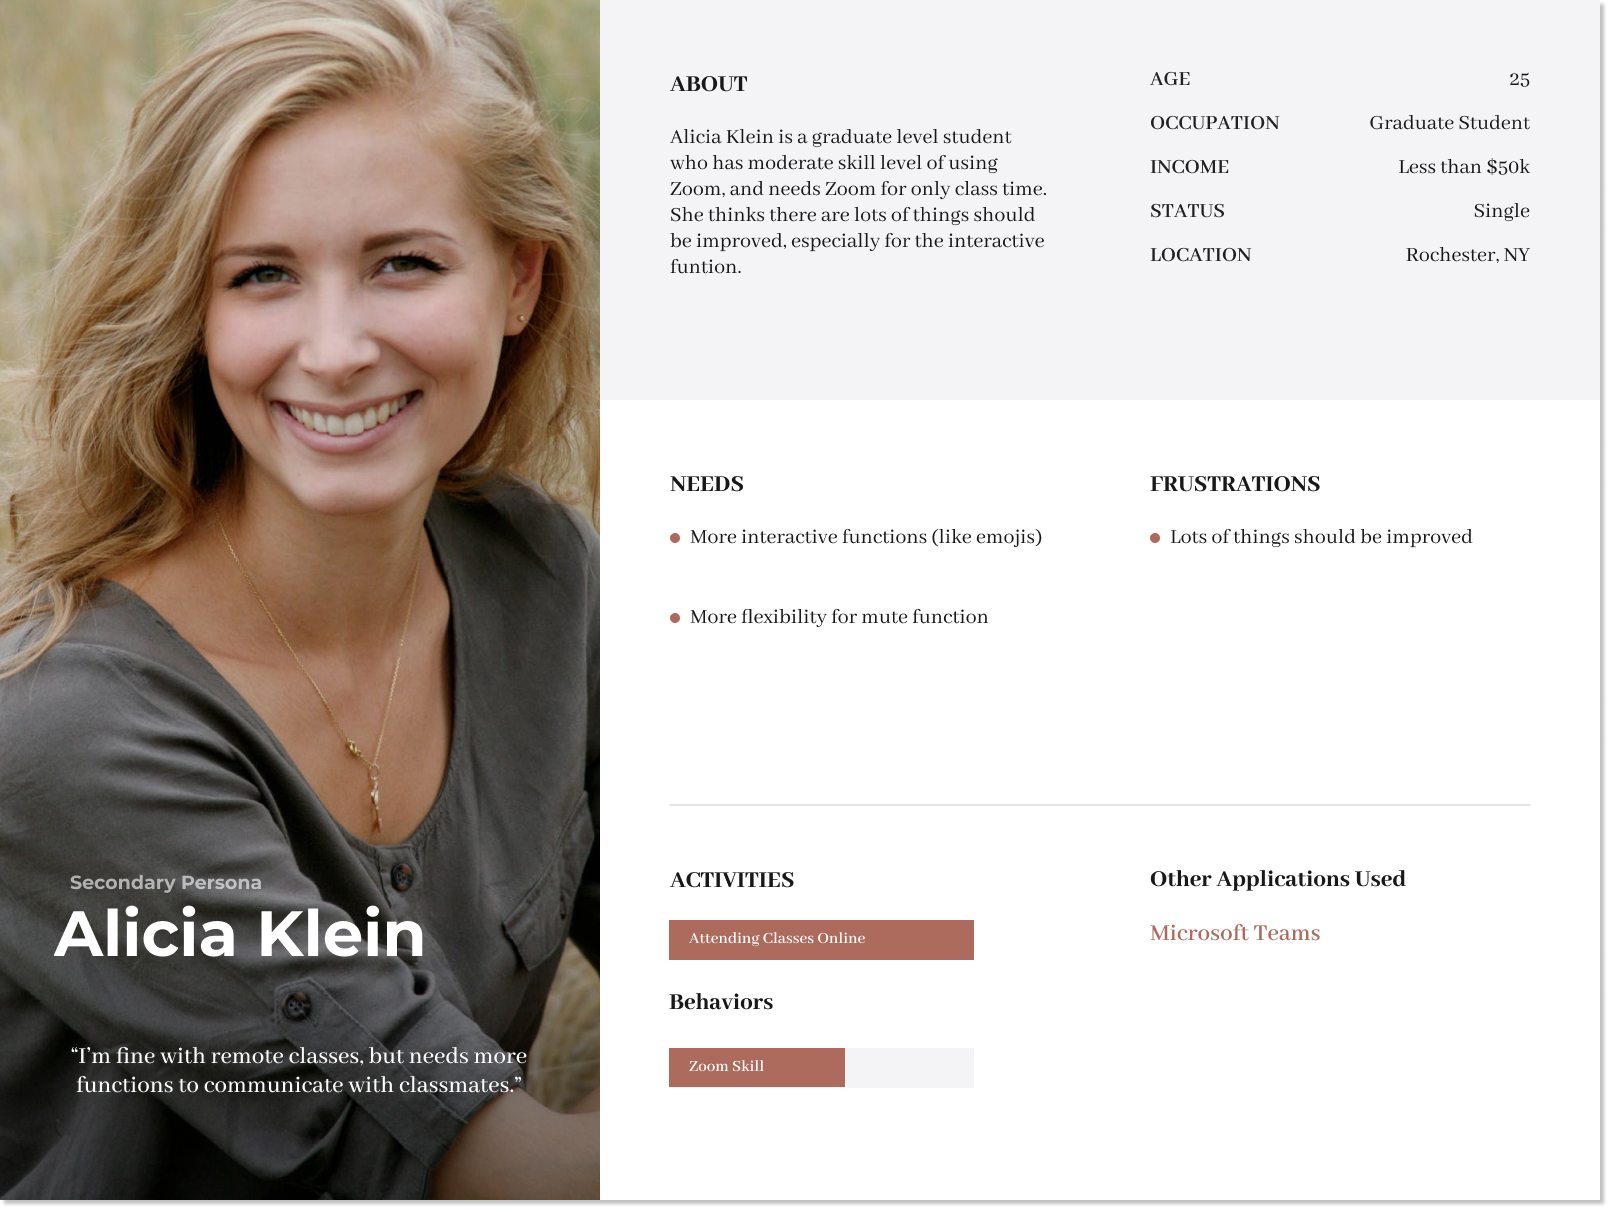 Secondary Persona
Alicia Klein
“I’m fine with remote classes, but needs more
functions to communicate with classmates.”
ABOUT
Alicia Klein is a graduate level student
who has moderate skill level of using
Zoom, and needs Zoom for only class time.
She thinks there are lots of things should
be improved, especially for the interactive
funtion.
AGE 25
OCCUPATION Graduate Student
INCOME Less than $50k
STATUS Single
LOCATION Rochester, NY
NEEDS
More interactive functions (like emojis)
More flexibility for mute function
FRUSTRATIONS
Lots of things should be improved
ACTIVITIES
Attending Classes Online
Behaviors
Zoom Skill
Other Applications Used
Microsoft Teams